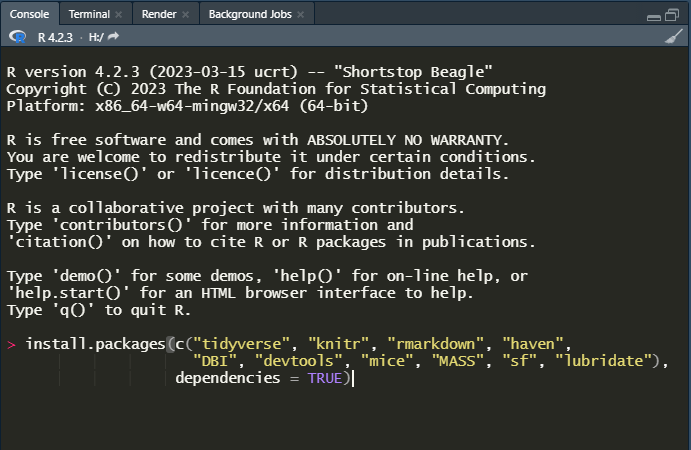 Console Terminal Render Background Jobs
R 4.2.3 · H:/
R version 4.2.3 (2023-03-15 ucrt) -- "Shortstop Beagle"
Copyright (C) 2023 The R Foundation for Statistical Computing
Platform: x86_64-w64-mingw32/x64 (64-bit)
R is free software and comes with ABSOLUTELY NO WARRANTY.
You are welcome to redistribute it under certain conditions.
Type 'license()' or 'licence()' for distribution details.
R is a collaborative project with many contributors.
Type 'contributors()' for more information and
'citation()' on how to cite R or R packages in publications.
Type 'demo()' for some demos, 'help()' for on-line help, or
'help.start()' for an HTML browser interface to help.
Type 'q()' to quit R.
> install.packages(c("tidyverse", "knitr", "rmarkdown", "haven",
"DBI", "devtools", "mice", "MASS", "sf", "lubridate"),
dependencies = TRUE)